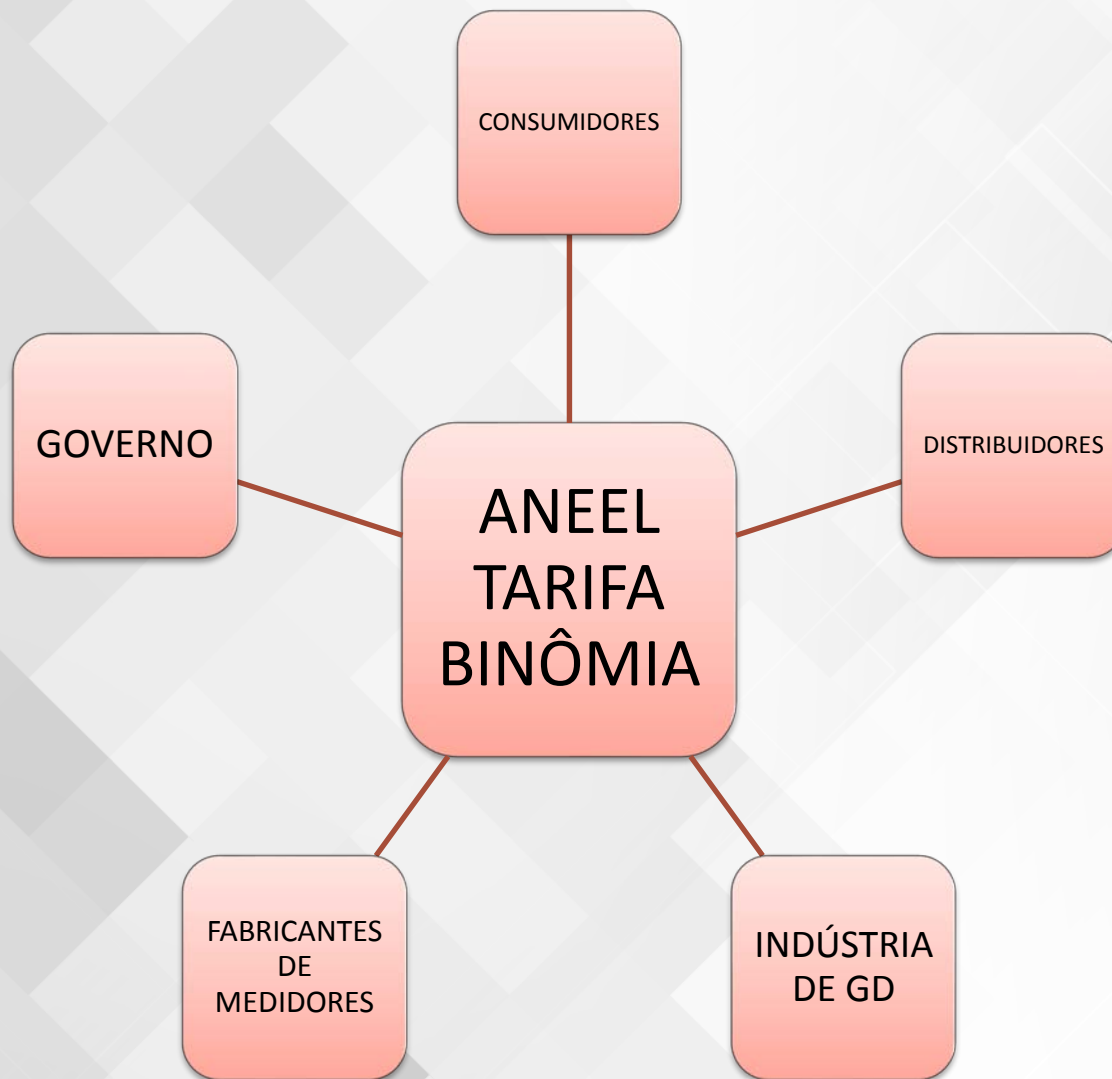 CONSUMIDORES
GOVERNO
DISTRIBUIDORES
ANEEL
TARIFA
BINÔMIA
FABRICANTES
DE
MEDIDORES
INDÚSTRIA
DE GD